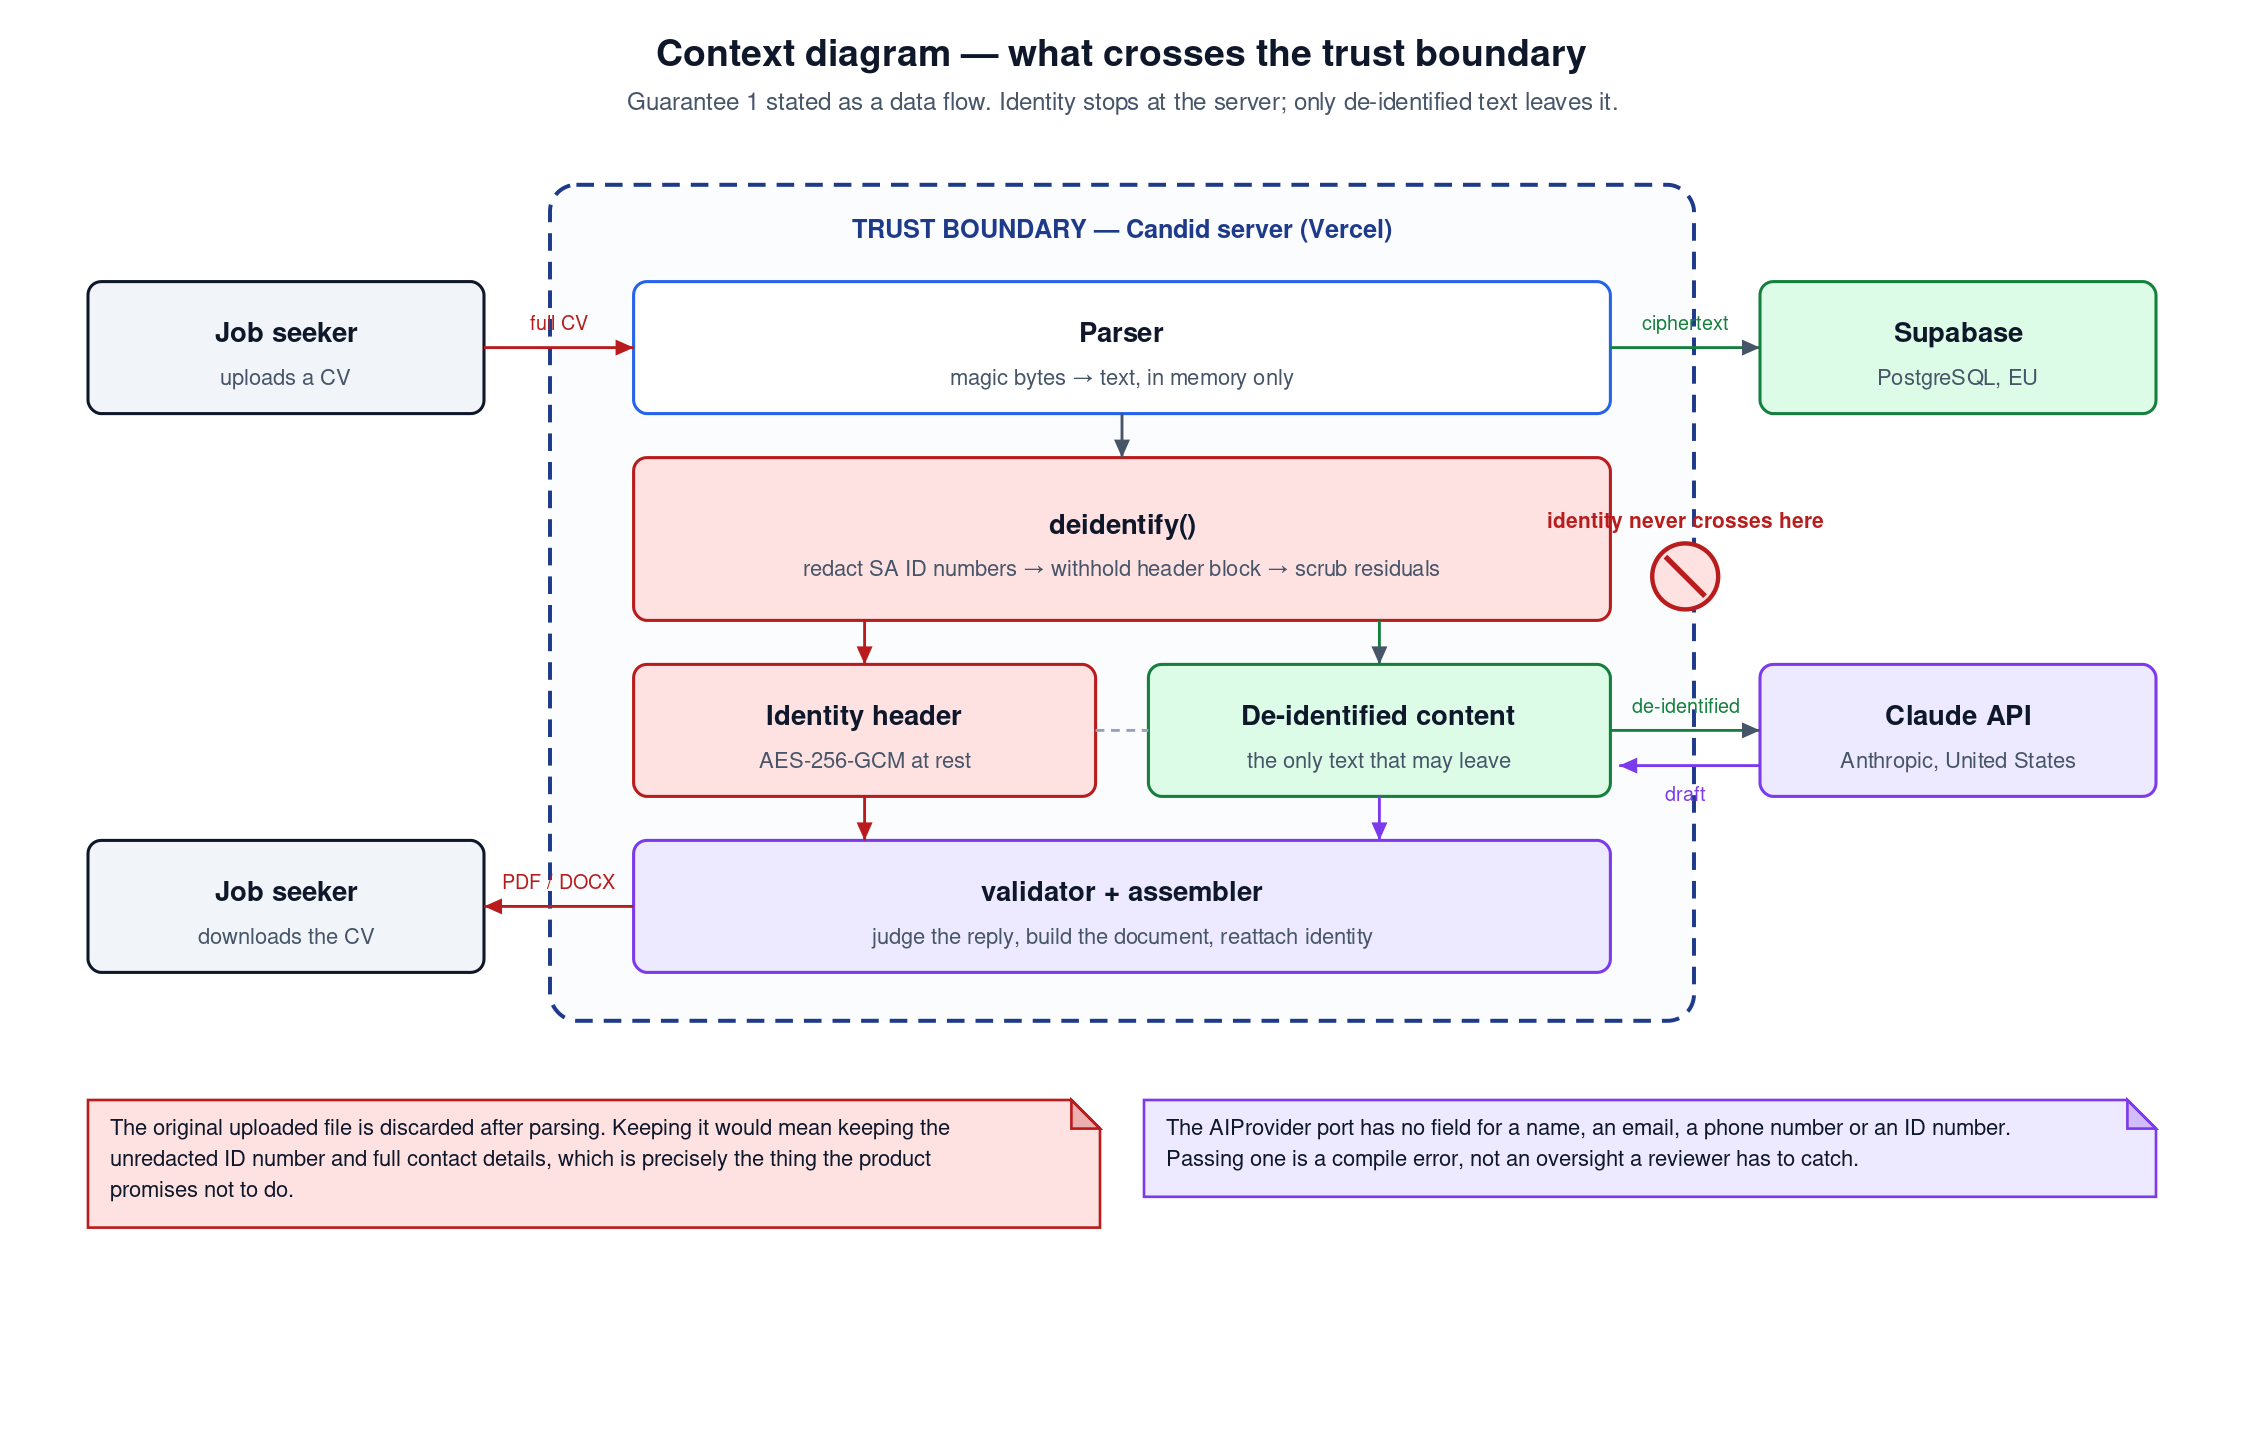 Context diagram — what crosses the trust boundary
Guarantee 1 stated as a data flow. Identity stops at the server; only de-identified text leaves it.
TRUST BOUNDARY — Candid server (Vercel)
Job seeker
uploads a CV
full CV
Parser
magic bytes → text, in memory only
ciphertext
Supabase
PostgreSQL, EU
deidentify()
redact SA ID numbers → withhold header block → scrub residuals
identity never crosses here
Identity header
AES-256-GCM at rest
De-identified content
the only text that may leave
de-identified
draft
Claude API
Anthropic, United States
Job seeker
downloads the CV
PDF / DOCX
validator + assembler
judge the reply, build the document, reattach identity
The original uploaded file is discarded after parsing. Keeping it would mean keeping the
unredacted ID number and full contact details, which is precisely the thing the product
promises not to do.
The AIProvider port has no field for a name, an email, a phone number or an ID number.
Passing one is a compile error, not an oversight a reviewer has to catch.